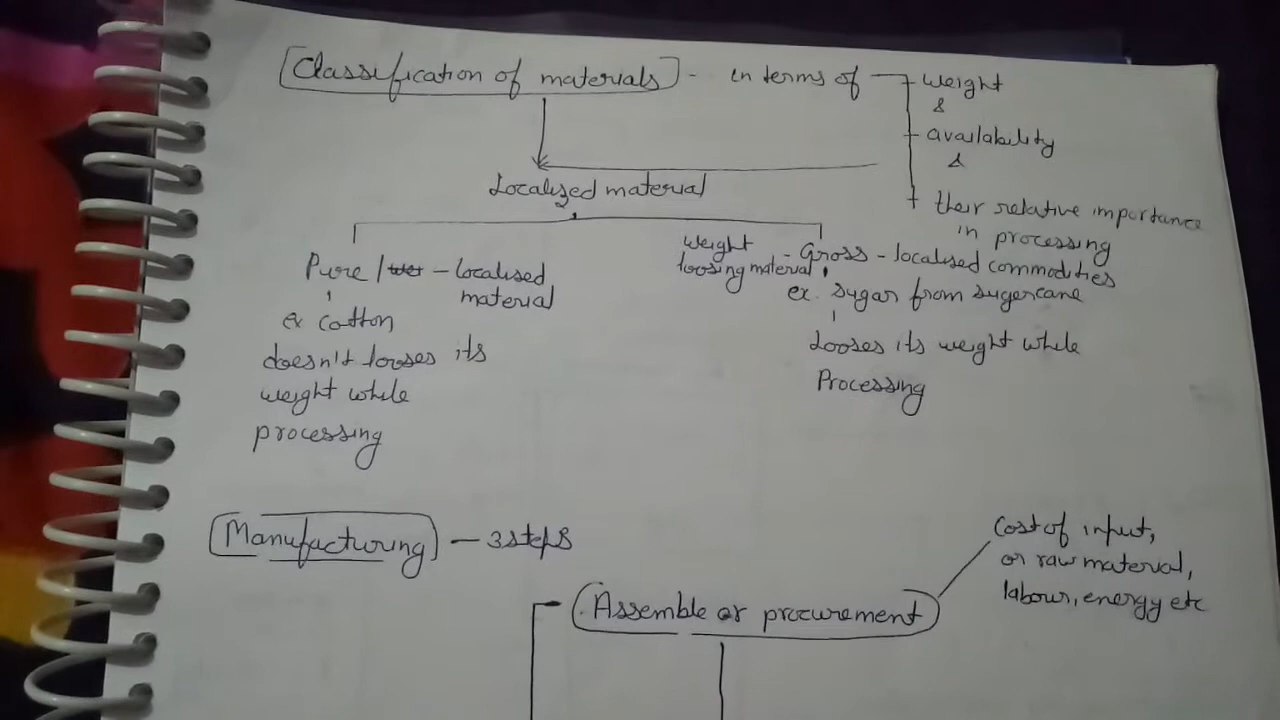 Classification of materials - in terms of weight
&
availability
&
their relative importance
in processing
Localized material
Pure / - localised
material
ex cotton
doesn't looses its
weight while
processing
weight
loosing material
- Gross - localised commodities
ex. sugar from sugercane
Looses its weight while
Processing
Manufacturing - 3 steps
Assemble or procurement
Cost of input,
or raw material,
labour, energy etc